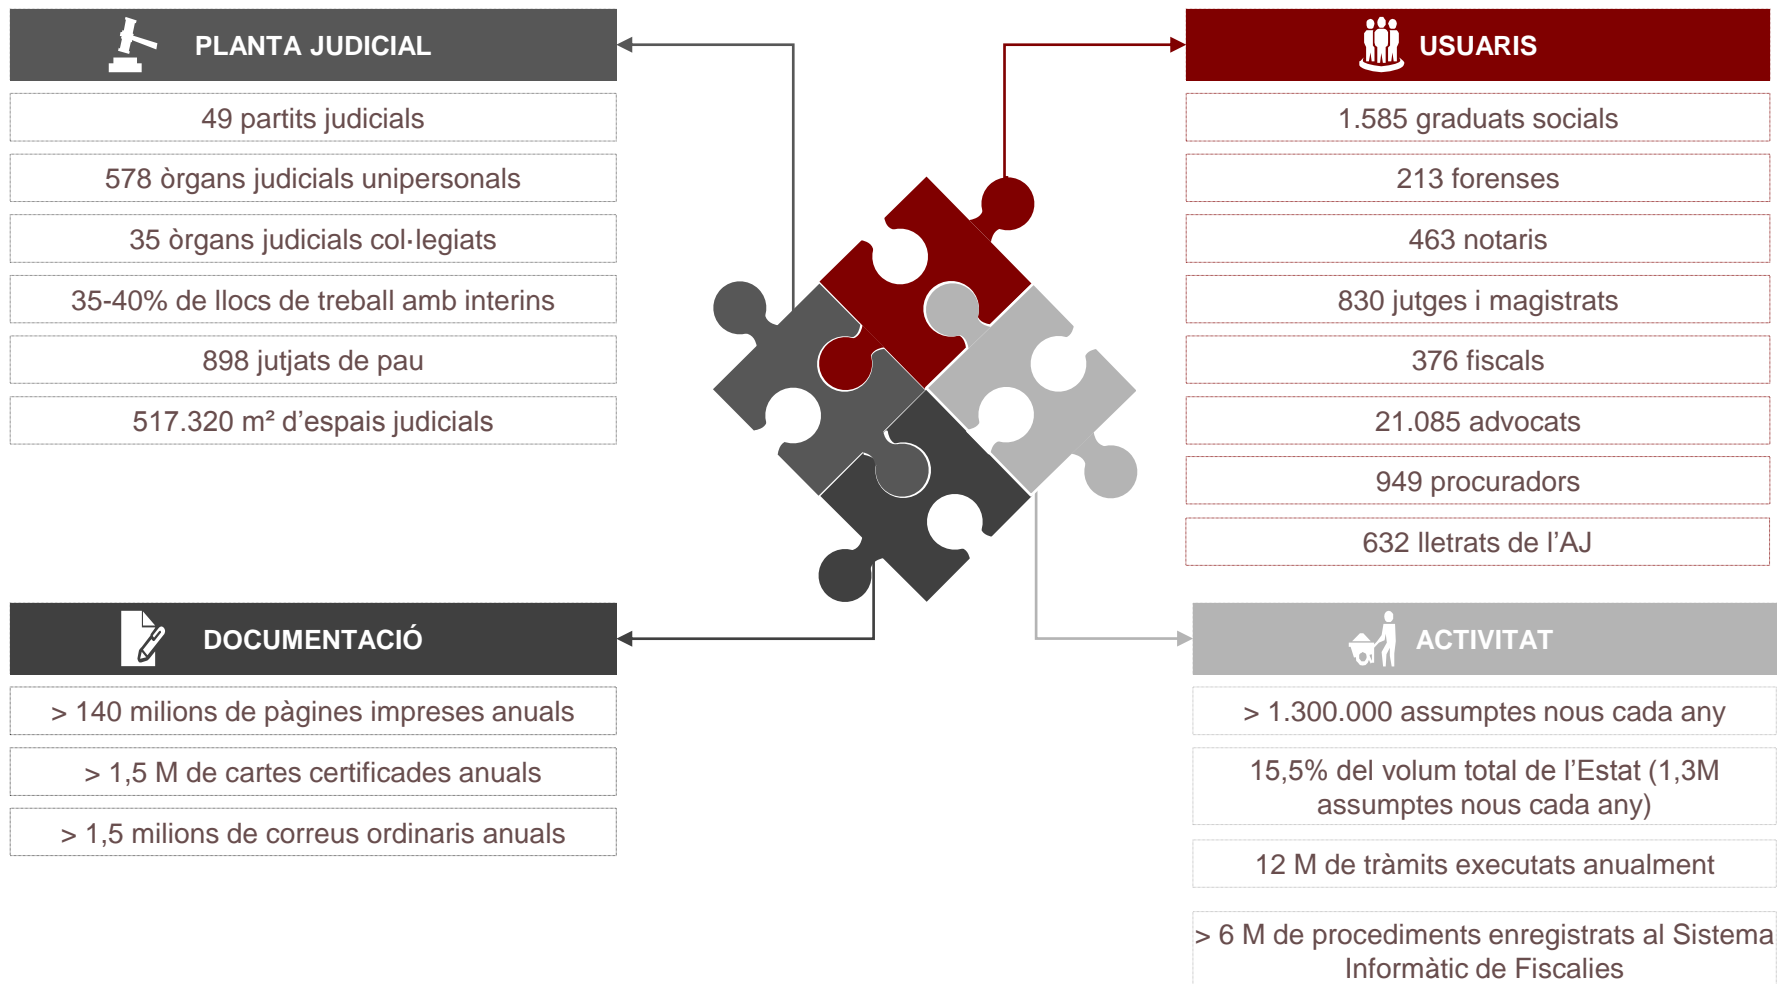 PLANTA JUDICIAL
49 partits judicials
578 òrgans judicials unipersonals
35 òrgans judicials col·legiats
35-40% de llocs de treball amb interins
898 jutjats de pau
517.320 m² d’espais judicials
USUARIS
1.585 graduats socials
213 forenses
463 notaris
830 jutges i magistrats
376 fiscals
21.085 advocats
949 procuradors
632 lletrats de l’AJ
DOCUMENTACIÓ
> 140 milions de pàgines impreses anuals
> 1,5 M de cartes certificades anuals
> 1,5 milions de correus ordinaris anuals
ACTIVITAT
> 1.300.000 assumptes nous cada any
15,5% del volum total de l’Estat (1,3M
assumptes nous cada any)
12 M de tràmits executats anualment
> 6 M de procediments enregistrats al Sistema
Informàtic de Fiscalies